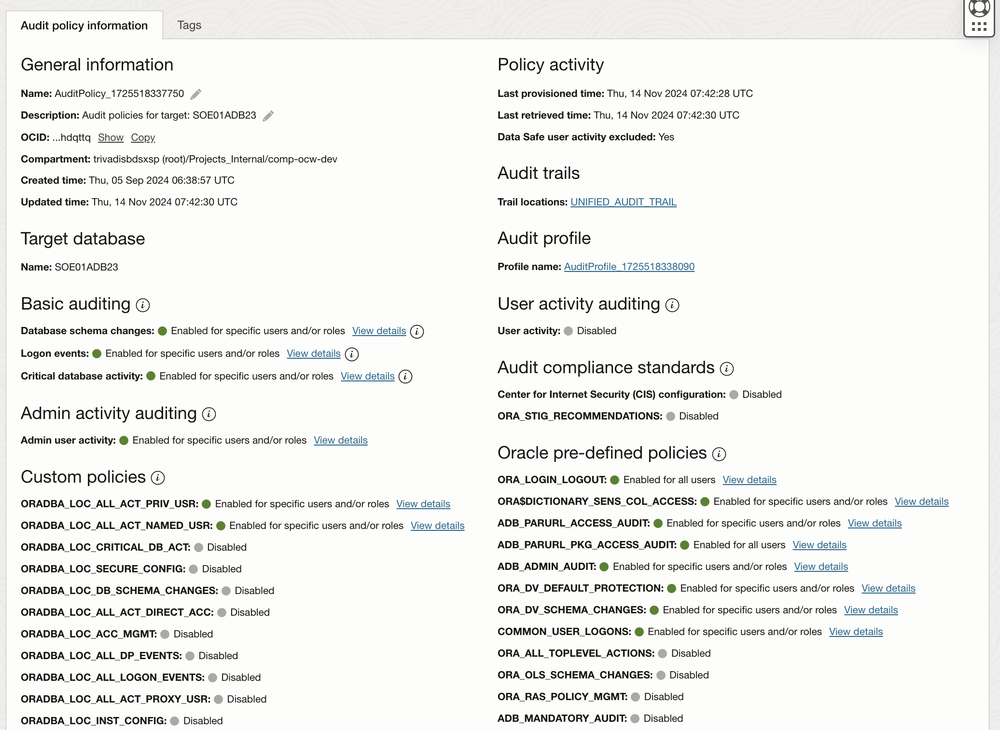 Audit policy information
Tags
General information
Name: AuditPolicy_1725518337750
Description: Audit policies for target: SOE01ADB23
OCID: ...hdqttq Show Copy
Compartment: trivadisbdsxsp (root)/Projects_Internal/comp-ocw-dev
Created time: Thu, 05 Sep 2024 06:38:57 UTC
Updated time: Thu, 14 Nov 2024 07:42:30 UTC
Target database
Name: SOE01ADB23
Basic auditing i
Database schema changes: Enabled for specific users and/or roles View details i
Logon events: Enabled for specific users and/or roles View details i
Critical database activity: Enabled for specific users and/or roles View details i
Admin activity auditing i
Admin user activity: Enabled for specific users and/or roles View details
Custom policies i
ORADBA_LOC_ALL_ACT_PRIV_USR: Enabled for specific users and/or roles View details
ORADBA_LOC_ALL_ACT_NAMED_USR: Enabled for specific users and/or roles View details
ORADBA_LOC_CRITICAL_DB_ACT: Disabled
ORADBA_LOC_SECURE_CONFIG: Disabled
ORADBA_LOC_DB_SCHEMA_CHANGES: Disabled
ORADBA_LOC_ALL_ACT_DIRECT_ACC: Disabled
ORADBA_LOC_ACC_MGMT: Disabled
ORADBA_LOC_ALL_DP_EVENTS: Disabled
ORADBA_LOC_ALL_LOGON_EVENTS: Disabled
ORADBA_LOC_ALL_ACT_PROXY_USR: Disabled
ORADBA_LOC_INST_CONFIG: Disabled
Policy activity
Last provisioned time: Thu, 14 Nov 2024 07:42:28 UTC
Last retrieved time: Thu, 14 Nov 2024 07:42:30 UTC
Data Safe user activity excluded: Yes
Audit trails
Trail locations: UNIFIED_AUDIT_TRAIL
Audit profile
Profile name: AuditProfile_1725518338090
User activity auditing i
User activity: Disabled
Audit compliance standards i
Center for Internet Security (CIS) configuration: Disabled
ORA_STIG_RECOMMENDATIONS: Disabled
Oracle pre-defined policies i
ORA_LOGIN_LOGOUT: Enabled for all users View details
ORA$DICTIONARY_SENS_COL_ACCESS: Enabled for specific users and/or roles View details
ADB_PARURL_ACCESS_AUDIT: Enabled for specific users and/or roles View details
ADB_PARURL_PKG_ACCESS_AUDIT: Enabled for all users View details
ADB_ADMIN_AUDIT: Enabled for specific users and/or roles View details
ORA_DV_DEFAULT_PROTECTION: Enabled for specific users and/or roles View details
ORA_DV_SCHEMA_CHANGES: Enabled for specific users and/or roles View details
COMMON_USER_LOGONS: Enabled for specific users and/or roles View details
ORA_ALL_TOPLEVEL_ACTIONS: Disabled
ORA_OLS_SCHEMA_CHANGES: Disabled
ORA_RAS_POLICY_MGMT: Disabled
ADB_MANDATORY_AUDIT: Disabled